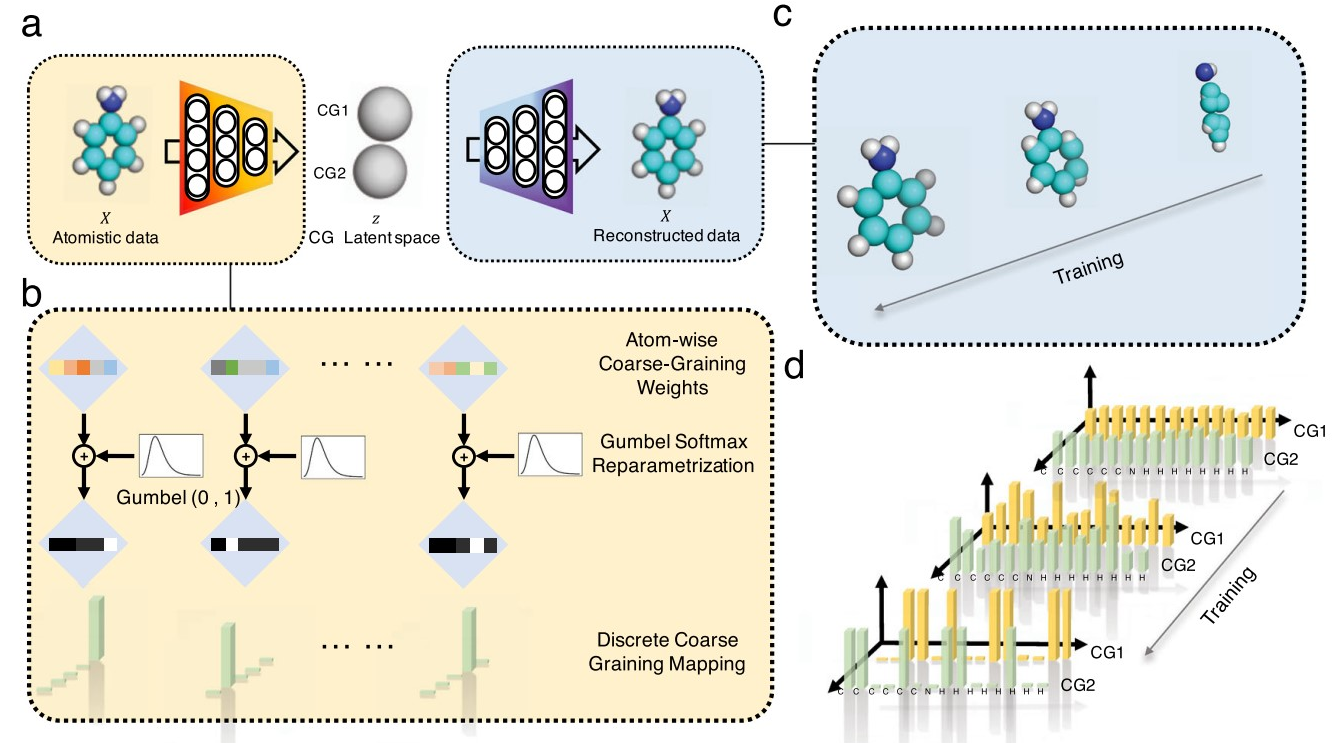 a
CG1
CG2
X
Atomistic data
z
CG Latent space
X
Reconstructed data
b
Atom-wise
Coarse-Graining
Weights
... ...
Gumbel Softmax
Reparametrization
+
+
+
Gumbel (0 , 1)
Discrete Coarse
Graining Mapping
... ...
c
Training
d
CG1
CG2
C C C C C C N H H H H H H H H H
CG1
CG2
C C C C C C N H H H H H H H H
CG1
CG2
C C C C C C N H H H H H H H H
Training